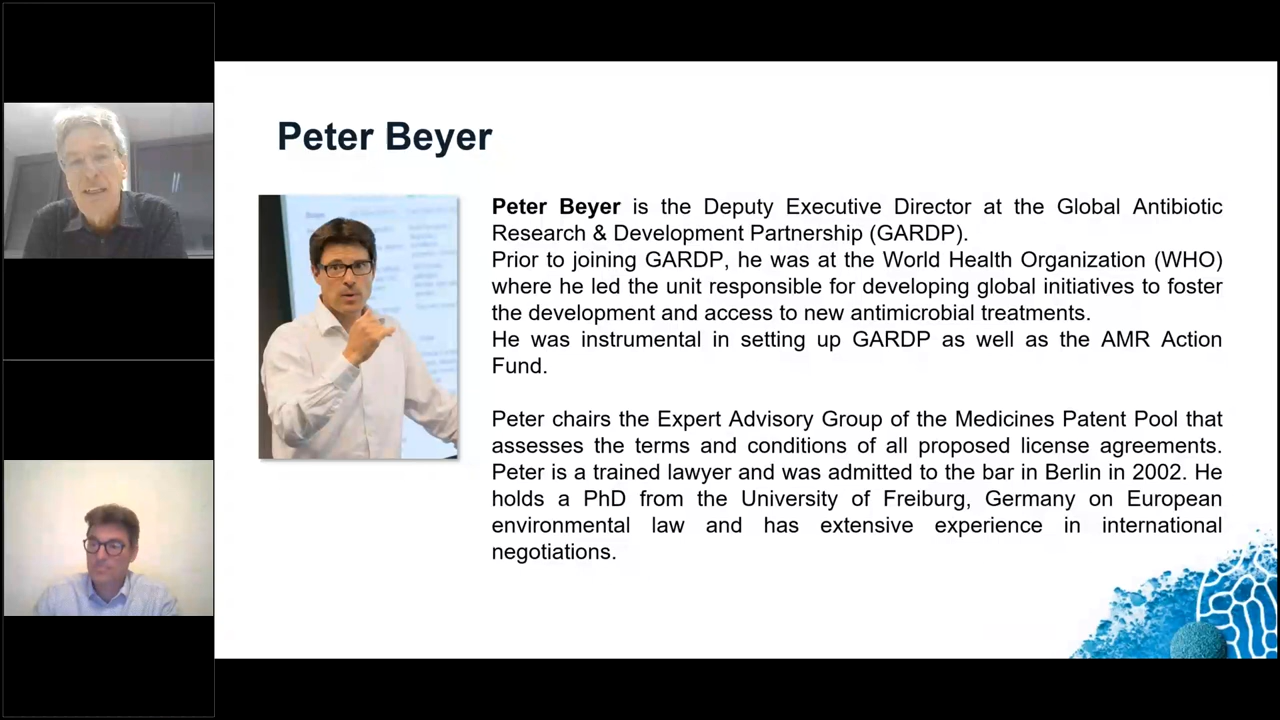 Peter Beyer
Peter Beyer is the Deputy Executive Director at the Global Antibiotic
Research & Development Partnership (GARDP).
Prior to joining GARDP, he was at the World Health Organization (WHO)
where he led the unit responsible for developing global initiatives to foster
the development and access to new antimicrobial treatments.
He was instrumental in setting up GARDP as well as the AMR Action
Fund.
Peter chairs the Expert Advisory Group of the Medicines Patent Pool that
assesses the terms and conditions of all proposed license agreements.
Peter is a trained lawyer and was admitted to the bar in Berlin in 2002. He
holds a PhD from the University of Freiburg, Germany on European
environmental law and has extensive experience in international
negotiations.